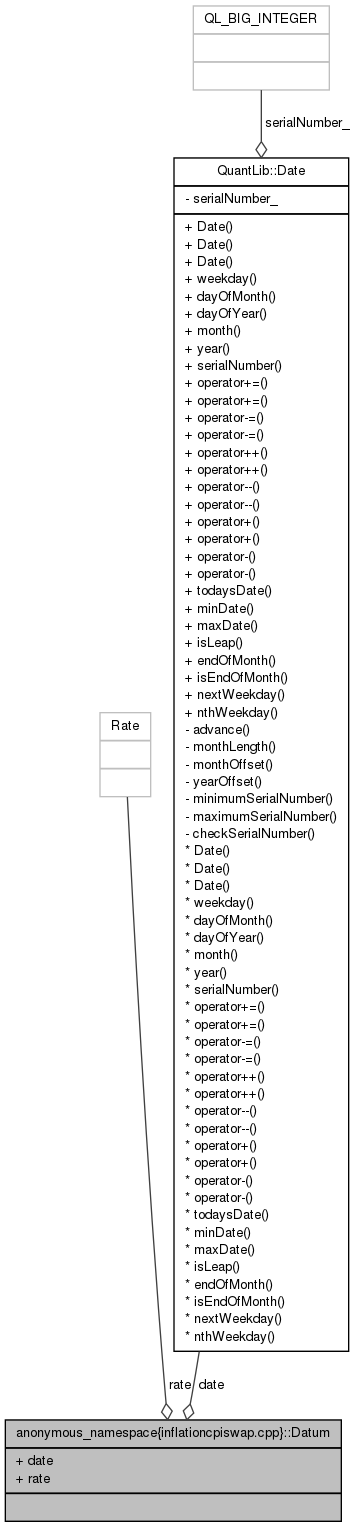 QL_BIG_INTEGER
serialNumber_
QuantLib::Date
- serialNumber_
+ Date()
+ Date()
+ Date()
+ weekday()
+ dayOfMonth()
+ dayOfYear()
+ month()
+ year()
+ serialNumber()
+ operator+=()
+ operator+=()
+ operator-=()
+ operator-=()
+ operator++()
+ operator++()
+ operator--()
+ operator--()
+ operator+()
+ operator+()
+ operator-()
+ operator-()
+ todaysDate()
+ minDate()
+ maxDate()
+ isLeap()
+ endOfMonth()
+ isEndOfMonth()
+ nextWeekday()
+ nthWeekday()
- advance()
- monthLength()
- monthOffset()
- yearOffset()
- minimumSerialNumber()
- maximumSerialNumber()
- checkSerialNumber()
* Date()
* Date()
* Date()
* weekday()
* dayOfMonth()
* dayOfYear()
* month()
* year()
* serialNumber()
* operator+=()
* operator+=()
* operator-=()
* operator-=()
* operator++()
* operator++()
* operator--()
* operator--()
* operator+()
* operator+()
* operator-()
* operator-()
* todaysDate()
* minDate()
* maxDate()
* isLeap()
* endOfMonth()
* isEndOfMonth()
* nextWeekday()
* nthWeekday()
Rate
rate
date
anonymous_namespace{inflationcpiswap.cpp}::Datum
+ date
+ rate